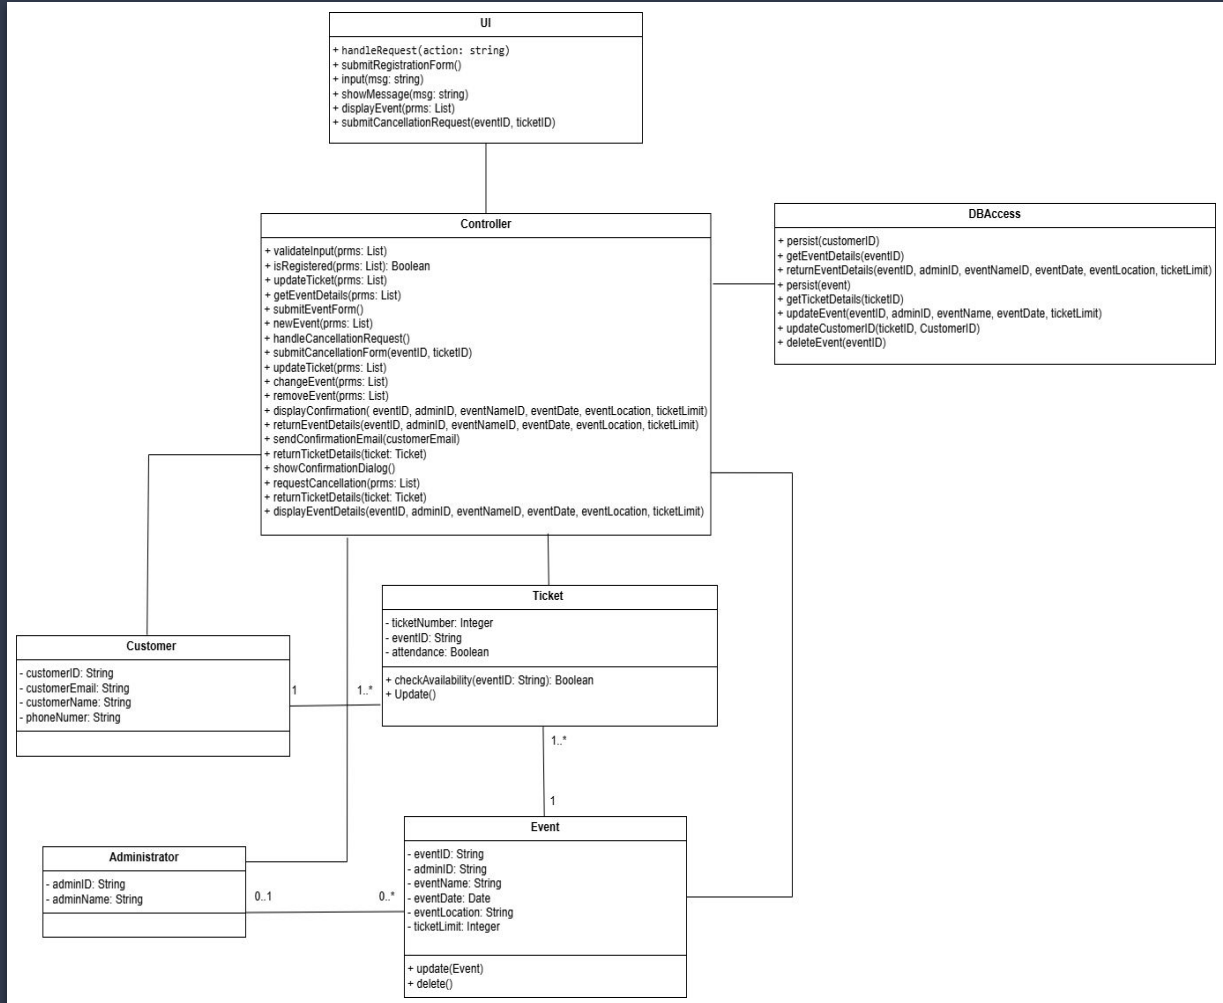 UI
+ handleRequest(action: string)
+ submitRegistrationForm()
+ input(msg: string)
+ showMessage(msg: string)
+ displayEvent(prms: List)
+ submitCancellationRequest(eventID, ticketID)
Controller
+ validateInput(prms: List)
+ isRegistered(prms: List): Boolean
+ updateTicket(prms: List)
+ getEventDetails(prms: List)
+ submitEventForm()
+ newEvent(prms: List)
+ handleCancellationRequest()
+ submitCancellationForm(eventID, ticketID)
+ updateTicket(prms: List)
+ changeEvent(prms: List)
+ removeEvent(prms: List)
+ displayConfirmation( eventID, adminID, eventNameID, eventDate, eventLocation, ticketLimit)
+ returnEventDetails(eventID, adminID, eventNameID, eventDate, eventLocation, ticketLimit)
+ sendConfirmationEmail(customerEmail)
+ returnTicketDetails(ticket: Ticket)
+ showConfirmationDialog()
+ requestCancellation(prms: List)
+ returnTicketDetails(ticket: Ticket)
+ displayEventDetails(eventID, adminID, eventNameID, eventDate, eventLocation, ticketLimit)
DBAccess
+ persist(customerID)
+ getEventDetails(eventID)
+ returnEventDetails(eventID, adminID, eventNameID, eventDate, eventLocation, ticketLimit)
+ persist(event)
+ getTicketDetails(ticketID)
+ updateEvent(eventID, adminID, eventName, eventDate, ticketLimit)
+ updateCustomerID(ticketID, CustomerID)
+ deleteEvent(eventID)
Ticket
- ticketNumber: Integer
- eventID: String
- attendance: Boolean
+ checkAvailability(eventID: String): Boolean
+ Update()
Customer
- customerID: String
- customerEmail: String
- customerName: String
- phoneNumer: String
1
1..*
1..*
1
Event
- eventID: String
- adminID: String
- eventName: String
- eventDate: Date
- eventLocation: String
- ticketLimit: Integer
+ update(Event)
+ delete()
Administrator
- adminID: String
- adminName: String
0..1
0..*